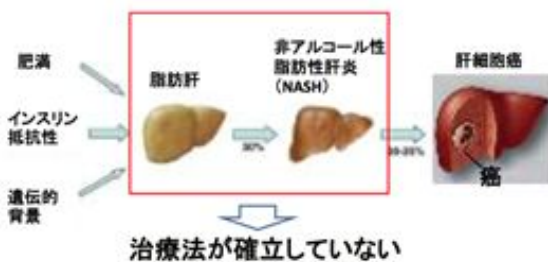 肥満
インスリン
抵抗性
遺伝的
背景
脂肪肝
30%
非アルコール性
脂肪性肝炎
(NASH)
肝細胞癌
癌
治療法が確立していない